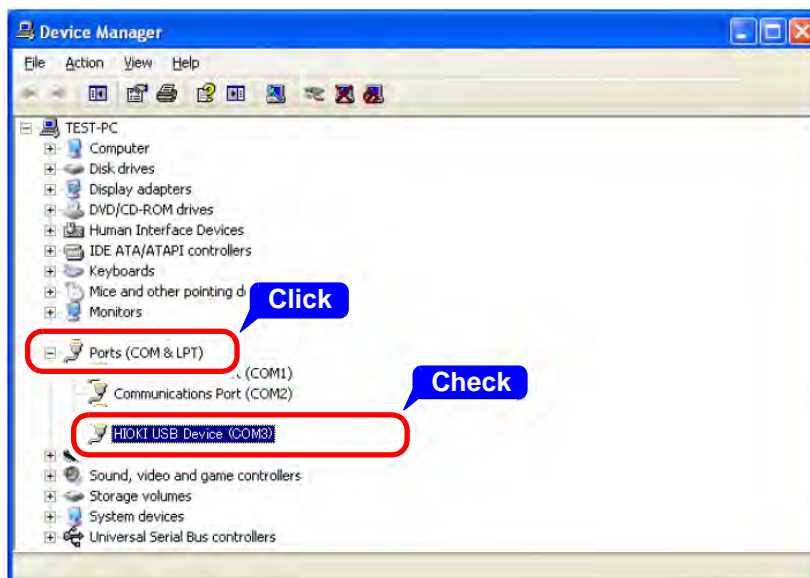 Device Manager
File Action View Help
TEST-PC
Computer
Disk drives
Display adapters
DVD/CD-ROM drives
Human Interface Devices
IDE ATA/ATAPI controllers
Keyboards
Mice and other pointing d
Click
Monitors
Ports (COM & LPT)
(COM1)
Check
Communications Port (COM2)
HIOKI USB Device (COM3)
Sound, video and game controllers
Storage volumes
System devices
Universal Serial Bus controllers